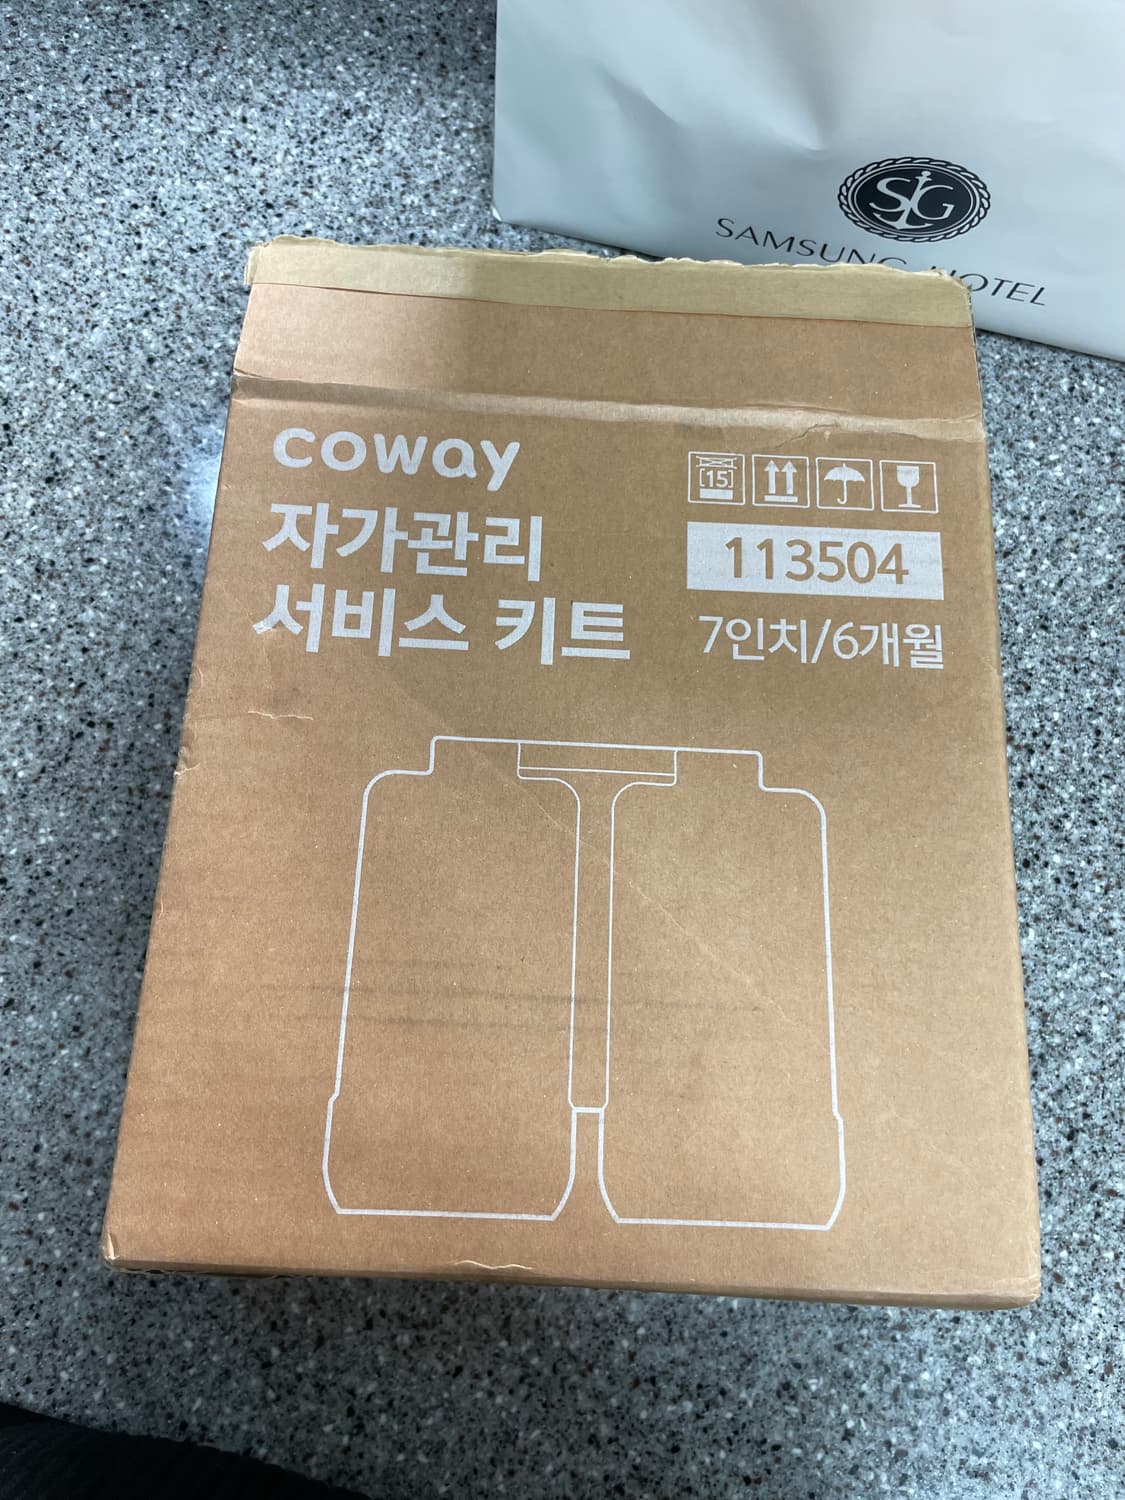 SG
SAMSUNG HOTEL
coway
자가관리
서비스 키트
15
113504
7인치/6개월